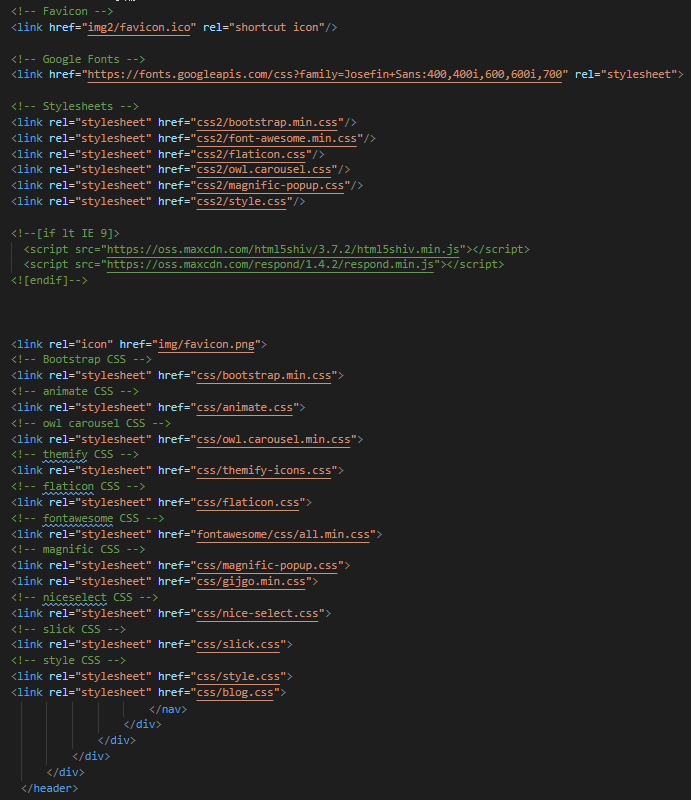 <!-- Favicon -->
<link href="img2/favicon.ico" rel="shortcut icon"/>
<!-- Google Fonts -->
<link href="https://fonts.googleapis.com/css?family=Josefin+Sans:400,400i,600,600i,700" rel="stylesheet">
<!-- Stylesheets -->
<link rel="stylesheet" href="css2/bootstrap.min.css"/>
<link rel="stylesheet" href="css2/font-awesome.min.css"/>
<link rel="stylesheet" href="css2/flaticon.css"/>
<link rel="stylesheet" href="css2/owl.carousel.css"/>
<link rel="stylesheet" href="css2/magnific-popup.css"/>
<link rel="stylesheet" href="css2/style.css"/>
<!--[if lt IE 9]>
<script src="https://oss.maxcdn.com/html5shiv/3.7.2/html5shiv.min.js"></script>
<script src="https://oss.maxcdn.com/respond/1.4.2/respond.min.js"></script>
<![endif]-->
<link rel="icon" href="img/favicon.png">
<!-- Bootstrap CSS -->
<link rel="stylesheet" href="css/bootstrap.min.css">
<!-- animate CSS -->
<link rel="stylesheet" href="css/animate.css">
<!-- owl carousel CSS -->
<link rel="stylesheet" href="css/owl.carousel.min.css">
<!-- themify CSS -->
<link rel="stylesheet" href="css/themify-icons.css">
<!-- flaticon CSS -->
<link rel="stylesheet" href="css/flaticon.css">
<!-- fontawesome CSS -->
<link rel="stylesheet" href="fontawesome/css/all.min.css">
<!-- magnific CSS -->
<link rel="stylesheet" href="css/magnific-popup.css">
<link rel="stylesheet" href="css/gijgo.min.css">
<!-- niceselect CSS -->
<link rel="stylesheet" href="css/nice-select.css">
<!-- slick CSS -->
<link rel="stylesheet" href="css/slick.css">
<!-- style CSS -->
<link rel="stylesheet" href="css/style.css">
<link rel="stylesheet" href="css/blog.css">
</nav>
</div>
</div>
</div>
</div>
</header>